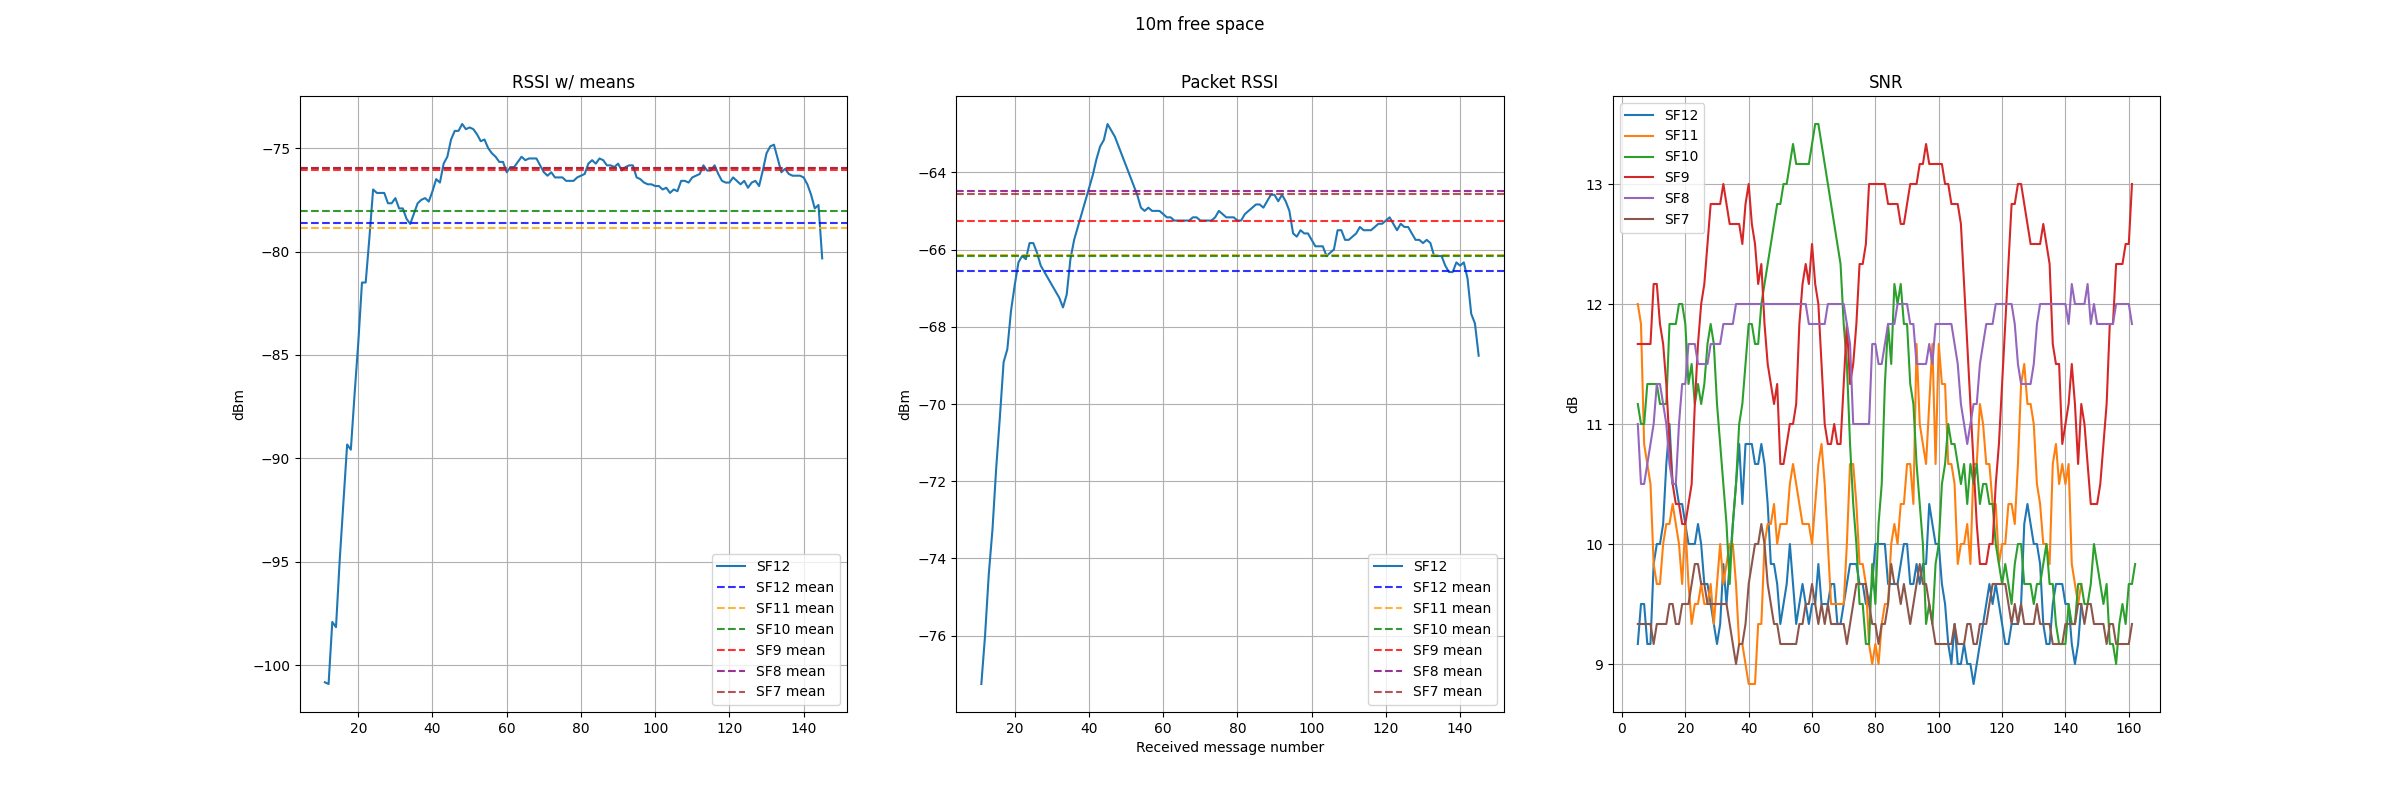 10m free space
RSSI w/ means
−75
−80
−85
−90
−95
−100
dBm
20 40 60 80 100 120 140
SF12
SF12 mean
SF11 mean
SF10 mean
SF9 mean
SF8 mean
SF7 mean
Packet RSSI
−64
−66
−68
−70
−72
−74
−76
dBm
20 40 60 80 100 120 140
Received message number
SF12
SF12 mean
SF11 mean
SF10 mean
SF9 mean
SF8 mean
SF7 mean
SNR
SF12
SF11
SF10
SF9
SF8
SF7
13
12
11
10
9
dB
0 20 40 60 80 100 120 140 160